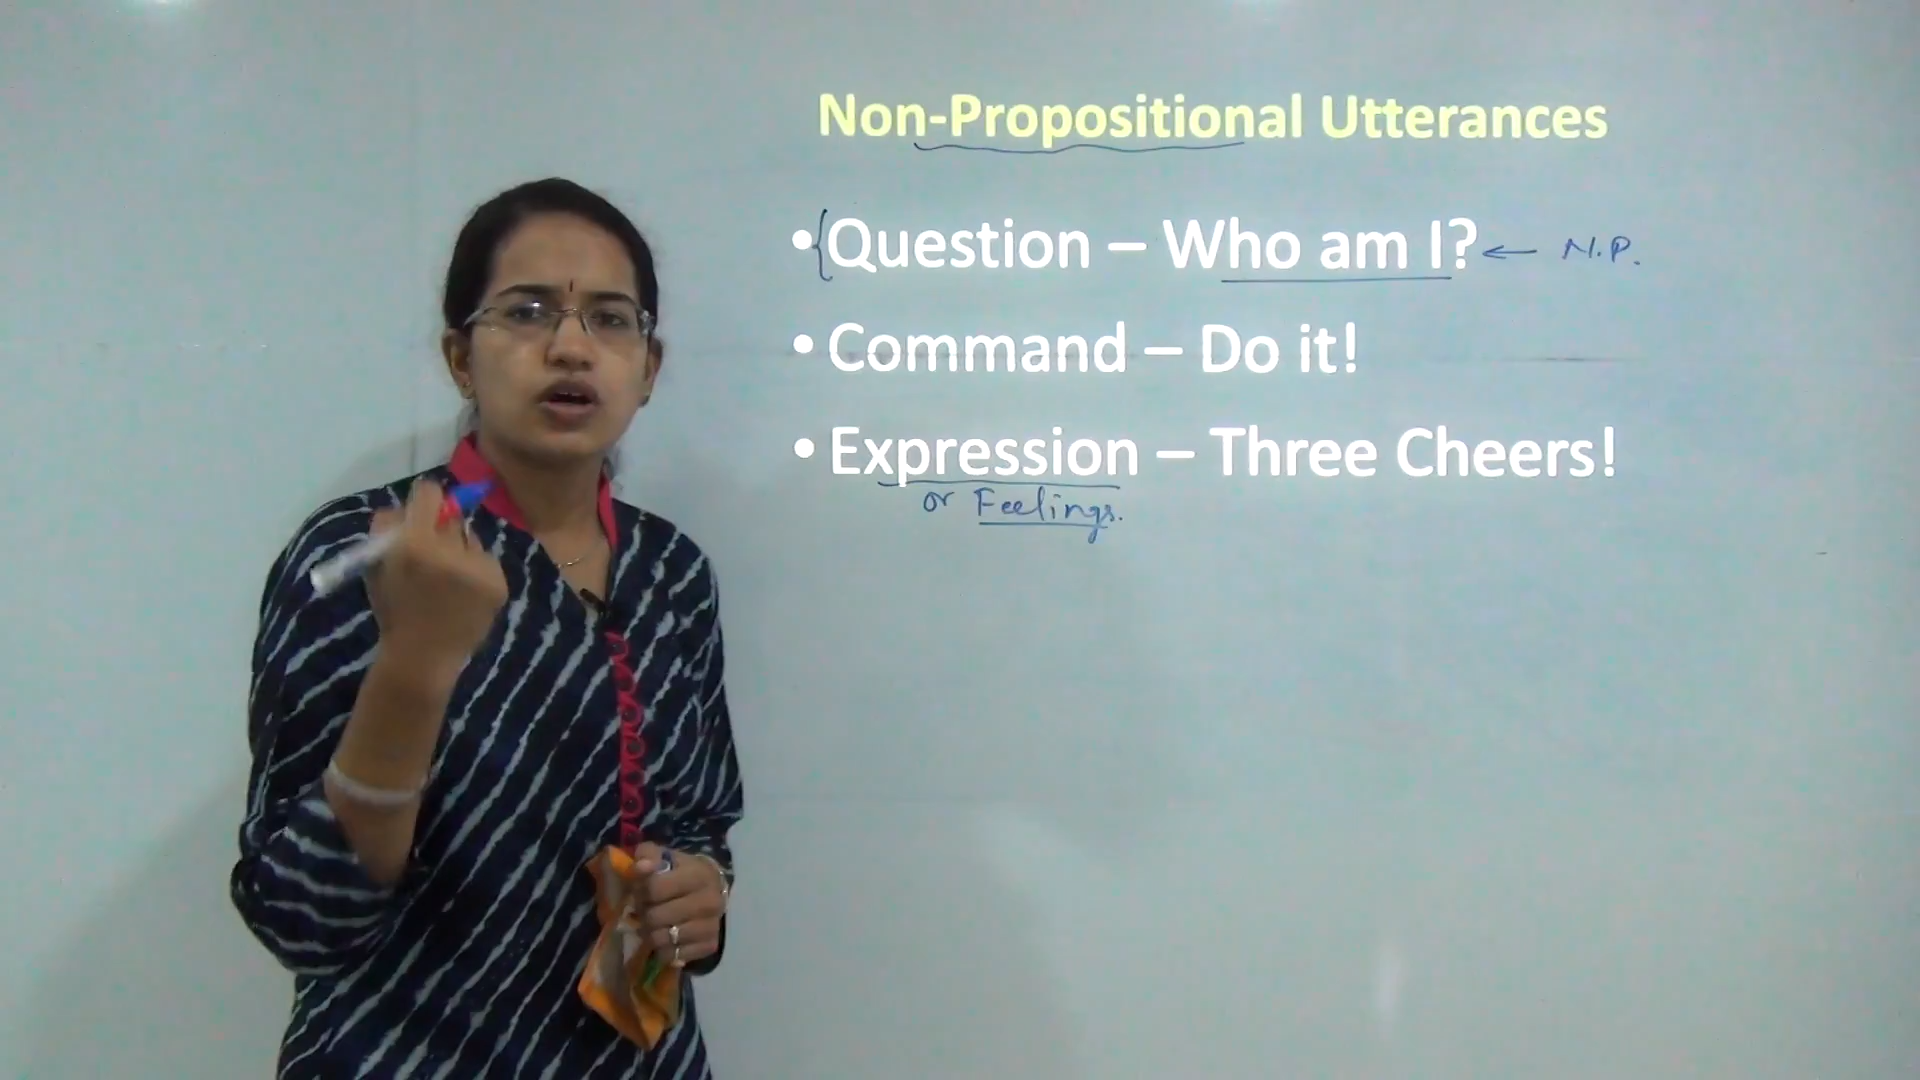 Non-Propositional Utterances
•{Question – Who am I? ← N.P.
• Command – Do it!
• Expression – Three Cheers!
or Feelings.